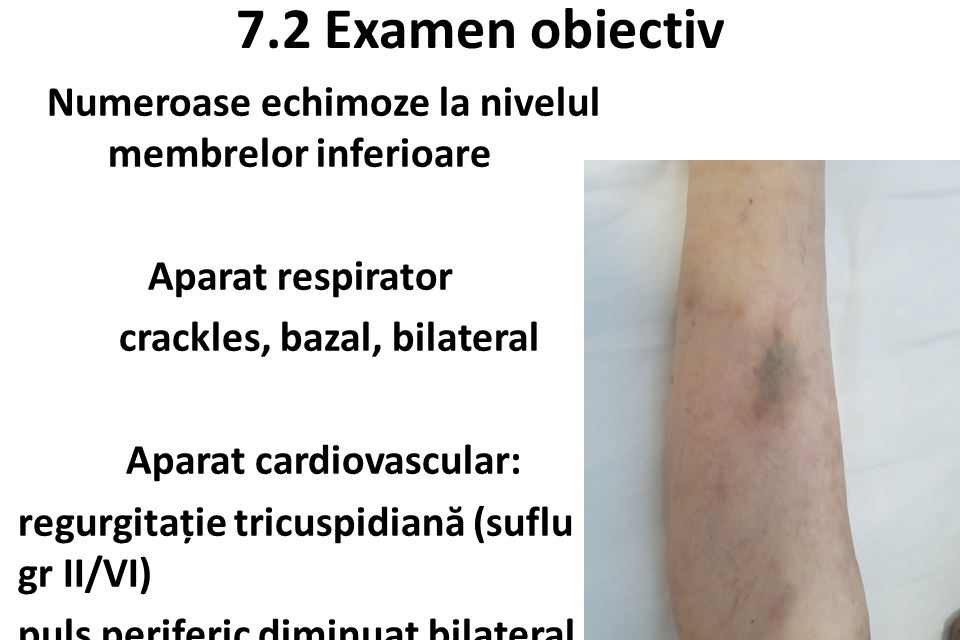 7.2 Examen obiectiv
Numeroase echimoze la nivelul
membrelor inferioare
Aparat respirator
crackles, bazal, bilateral
Aparat cardiovascular:
regurgitație tricuspidiană (suflu
gr II/VI)
puls periferic diminuat bilateral